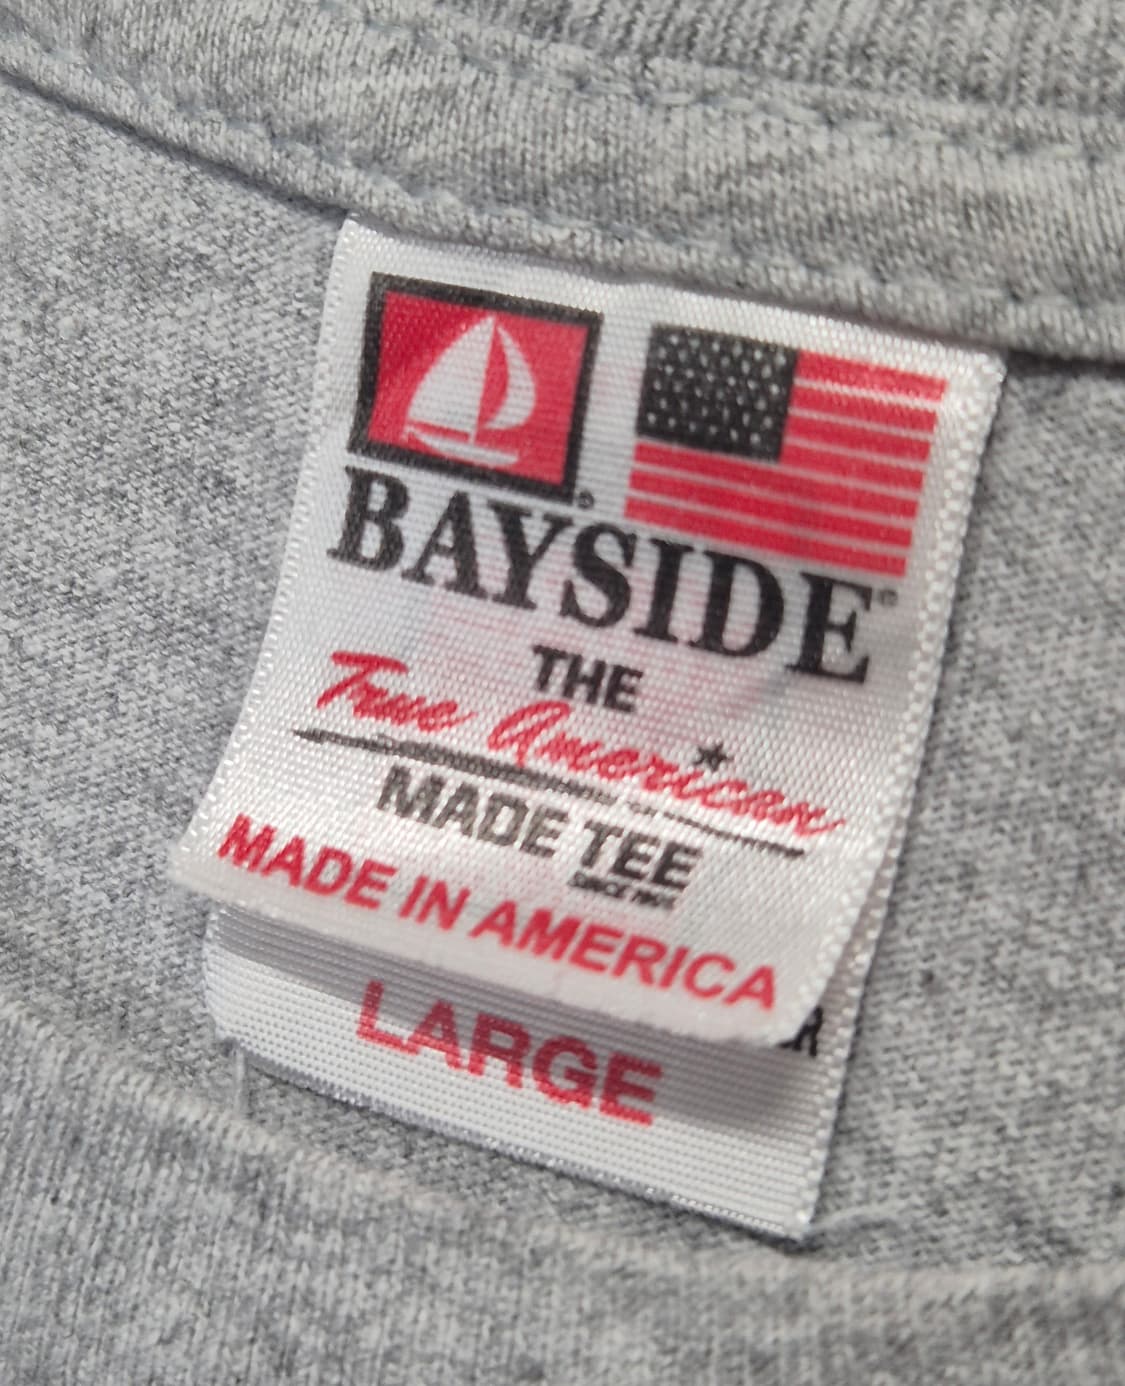 BAYSIDE®
THE
True American
MADE TEE
MADE IN AMERICA
LARGE